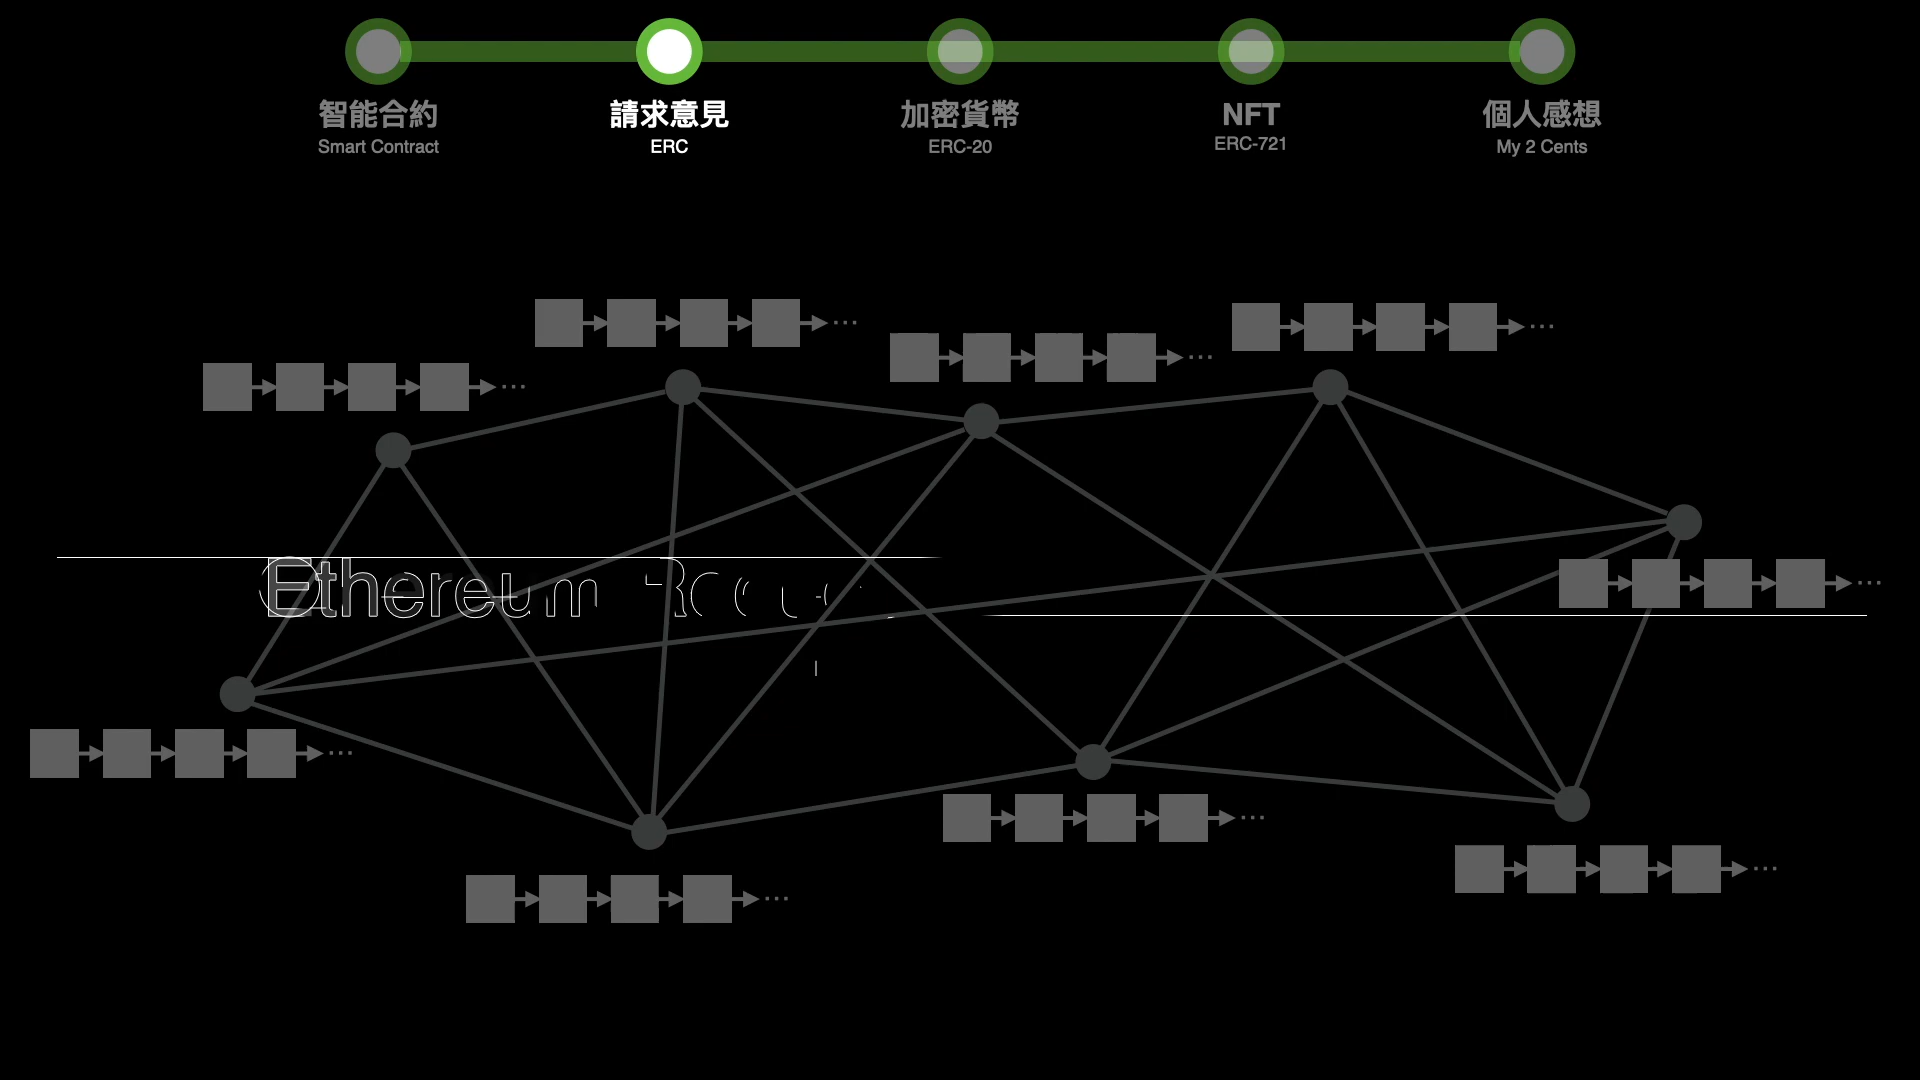 智能合約
Smart Contract
請求意見
ERC
加密貨幣
ERC-20
NFT
ERC-721
個人感想
My 2 Cents
Ethereum